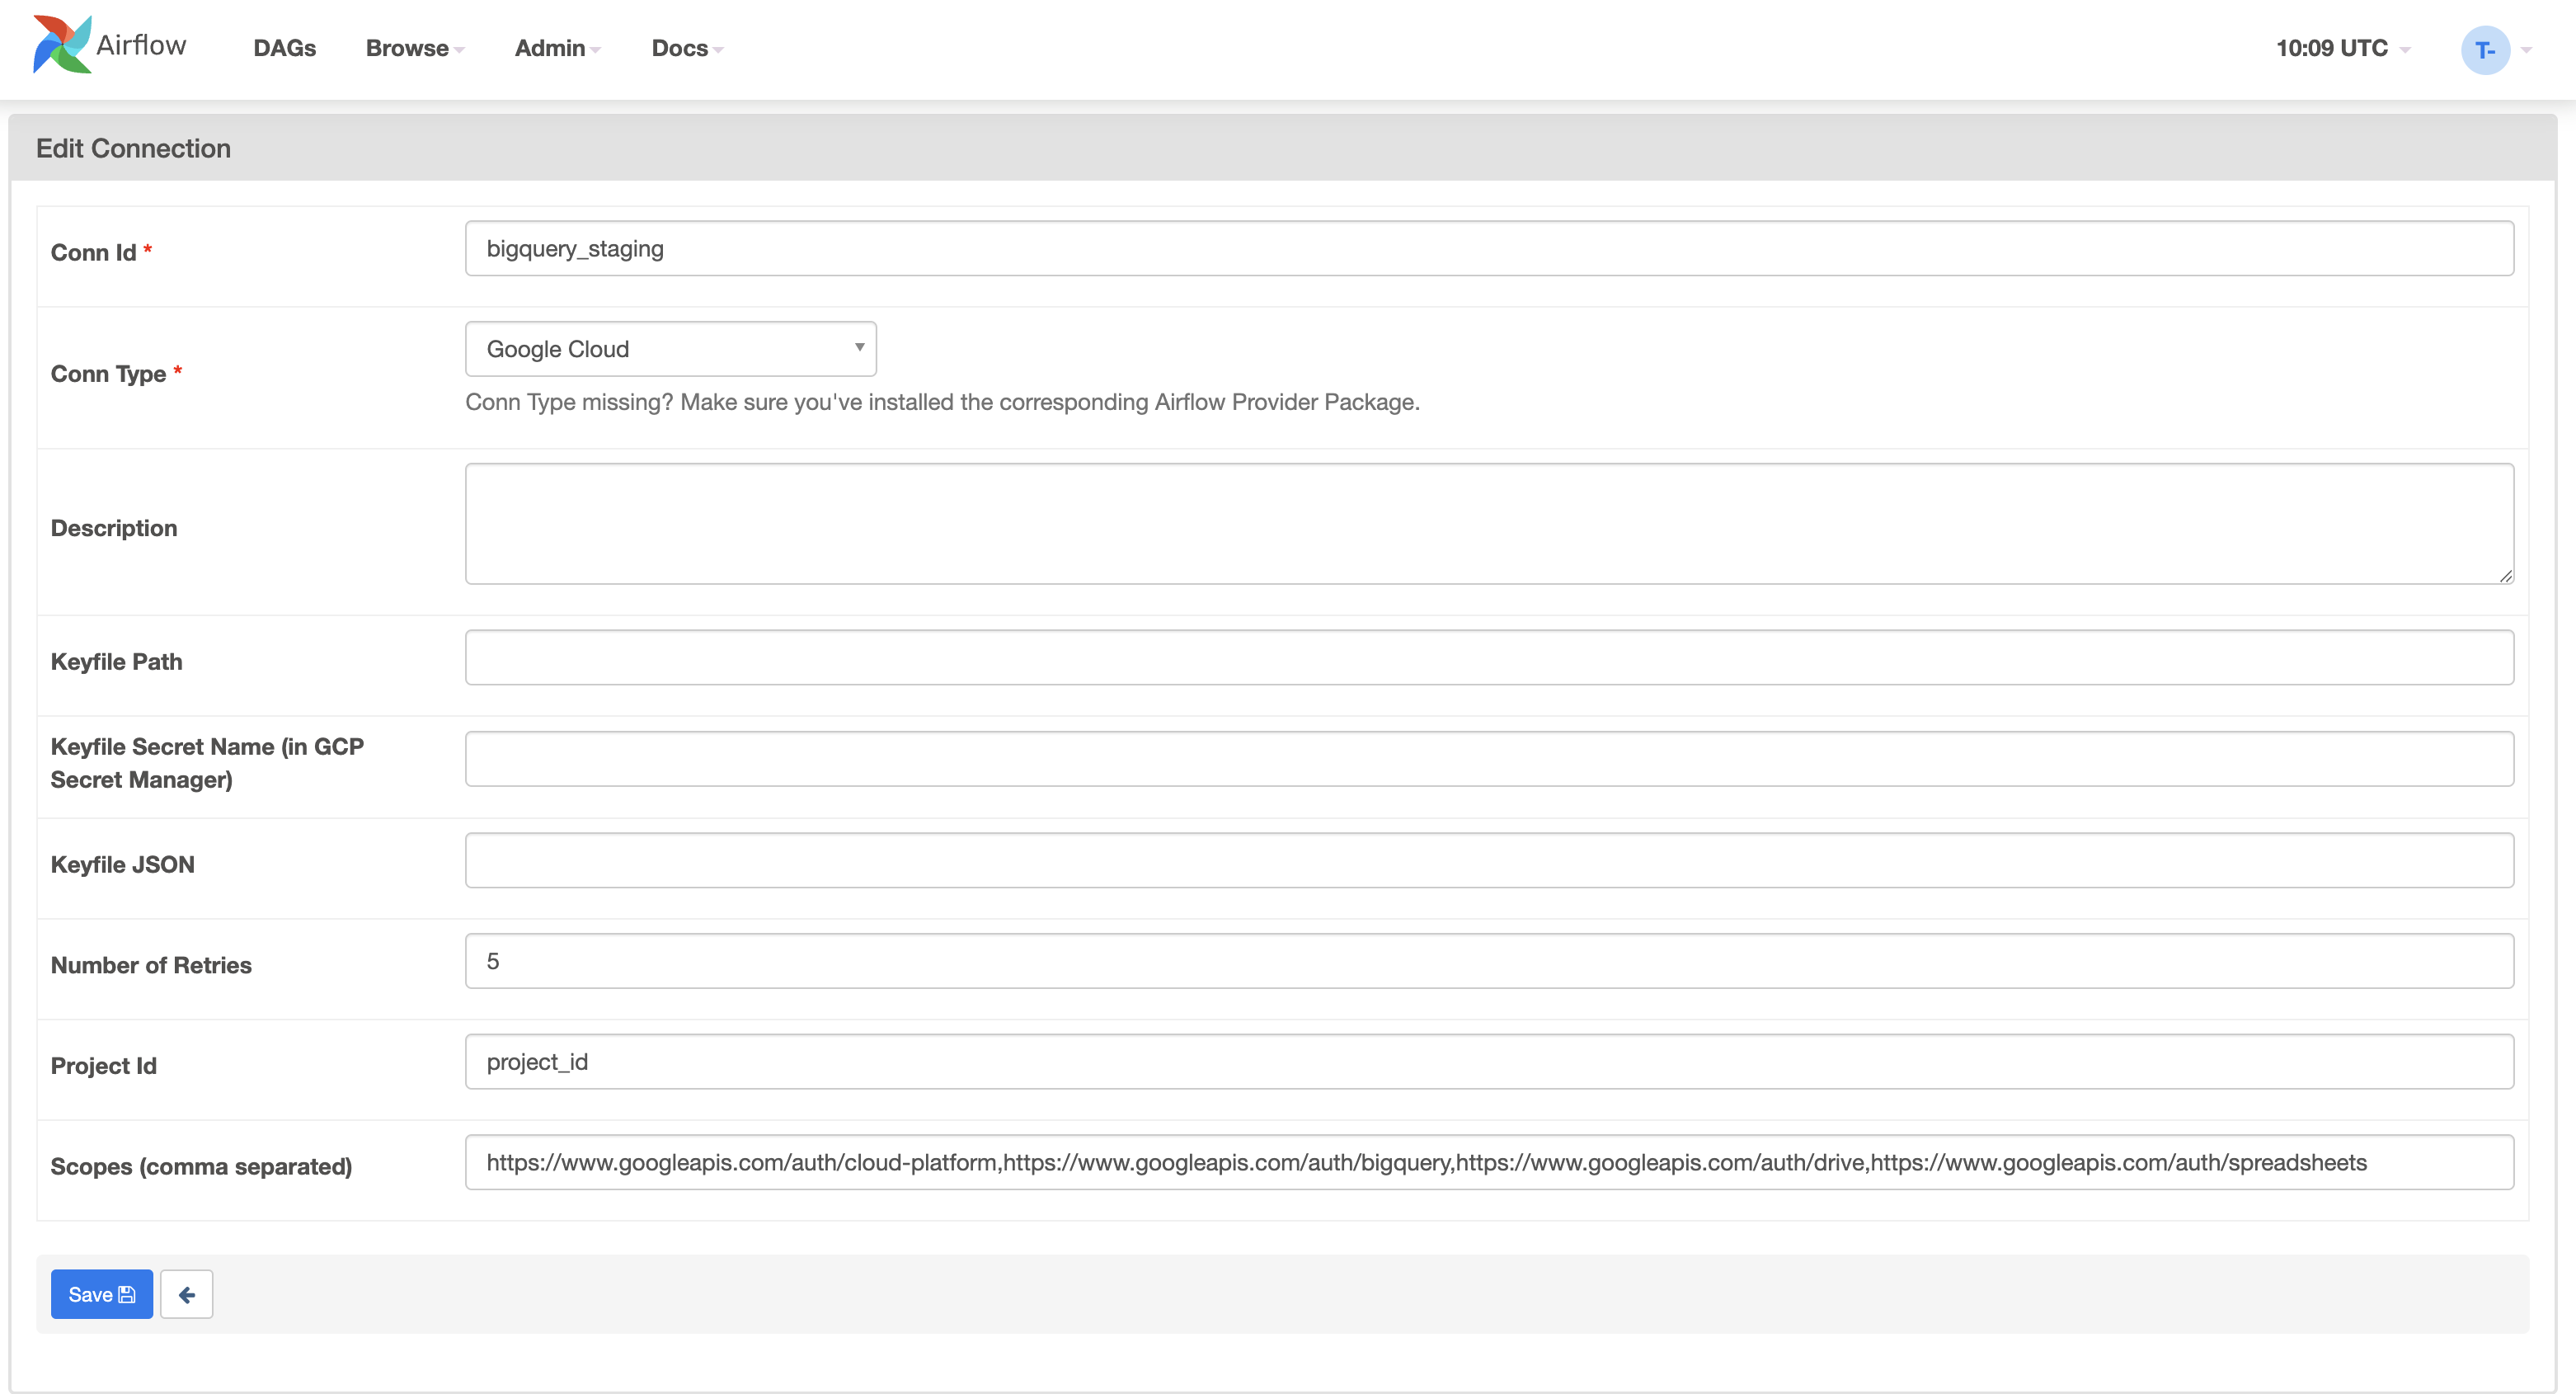 Airflow DAGs Browse Admin Docs 10:09 UTC T-
Edit Connection
Conn Id * bigquery_staging
Conn Type * Google Cloud
Conn Type missing? Make sure you've installed the corresponding Airflow Provider Package.
Description
Keyfile Path
Keyfile Secret Name (in GCP
Secret Manager)
Keyfile JSON
Number of Retries 5
Project Id project_id
Scopes (comma separated) https://www.googleapis.com/auth/cloud-platform,https://www.googleapis.com/auth/bigquery,https://www.googleapis.com/auth/drive,https://www.googleapis.com/auth/spreadsheets
Save